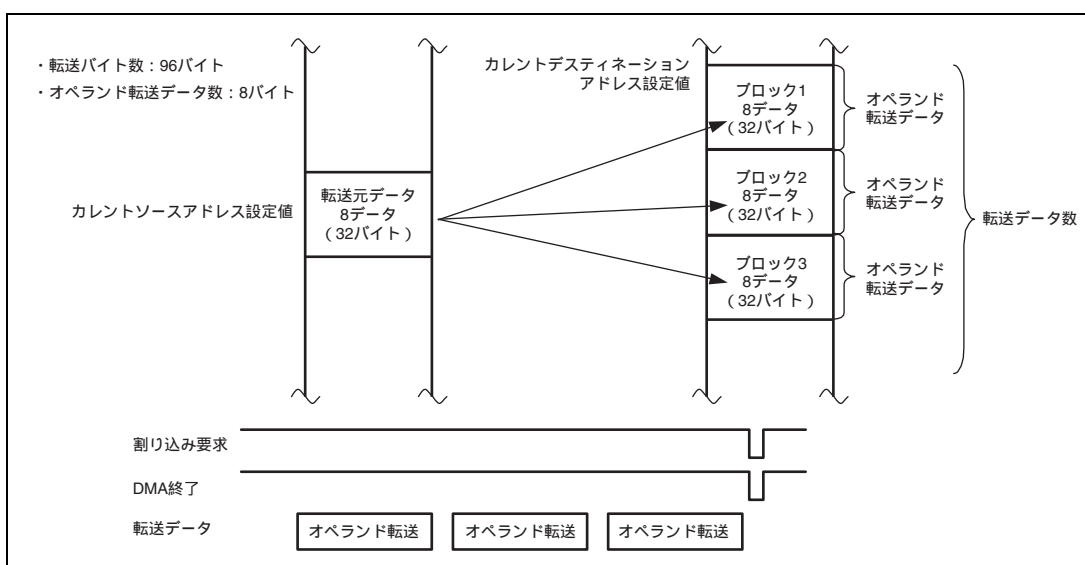 ・転送バイト数：96バイト
・オペランド転送データ数：8バイト
カレントデスティネーション
アドレス設定値
ブロック1
8データ
（32バイト）
オペランド
転送データ
カレントソースアドレス設定値
転送元データ
8データ
（32バイト）
ブロック2
8データ
（32バイト）
オペランド
転送データ
転送データ数
ブロック3
8データ
（32バイト）
オペランド
転送データ
割り込み要求
DMA終了
転送データ
オペランド転送
オペランド転送
オペランド転送